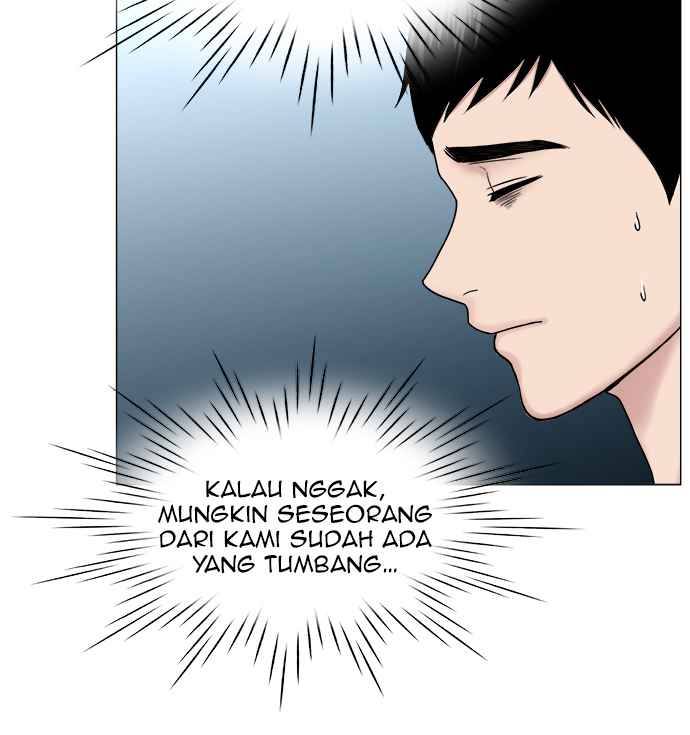 KALAU NGGAK,
MUNGKIN SESEORANG
DARI KAMI SUDAH ADA
YANG TUMBANG...